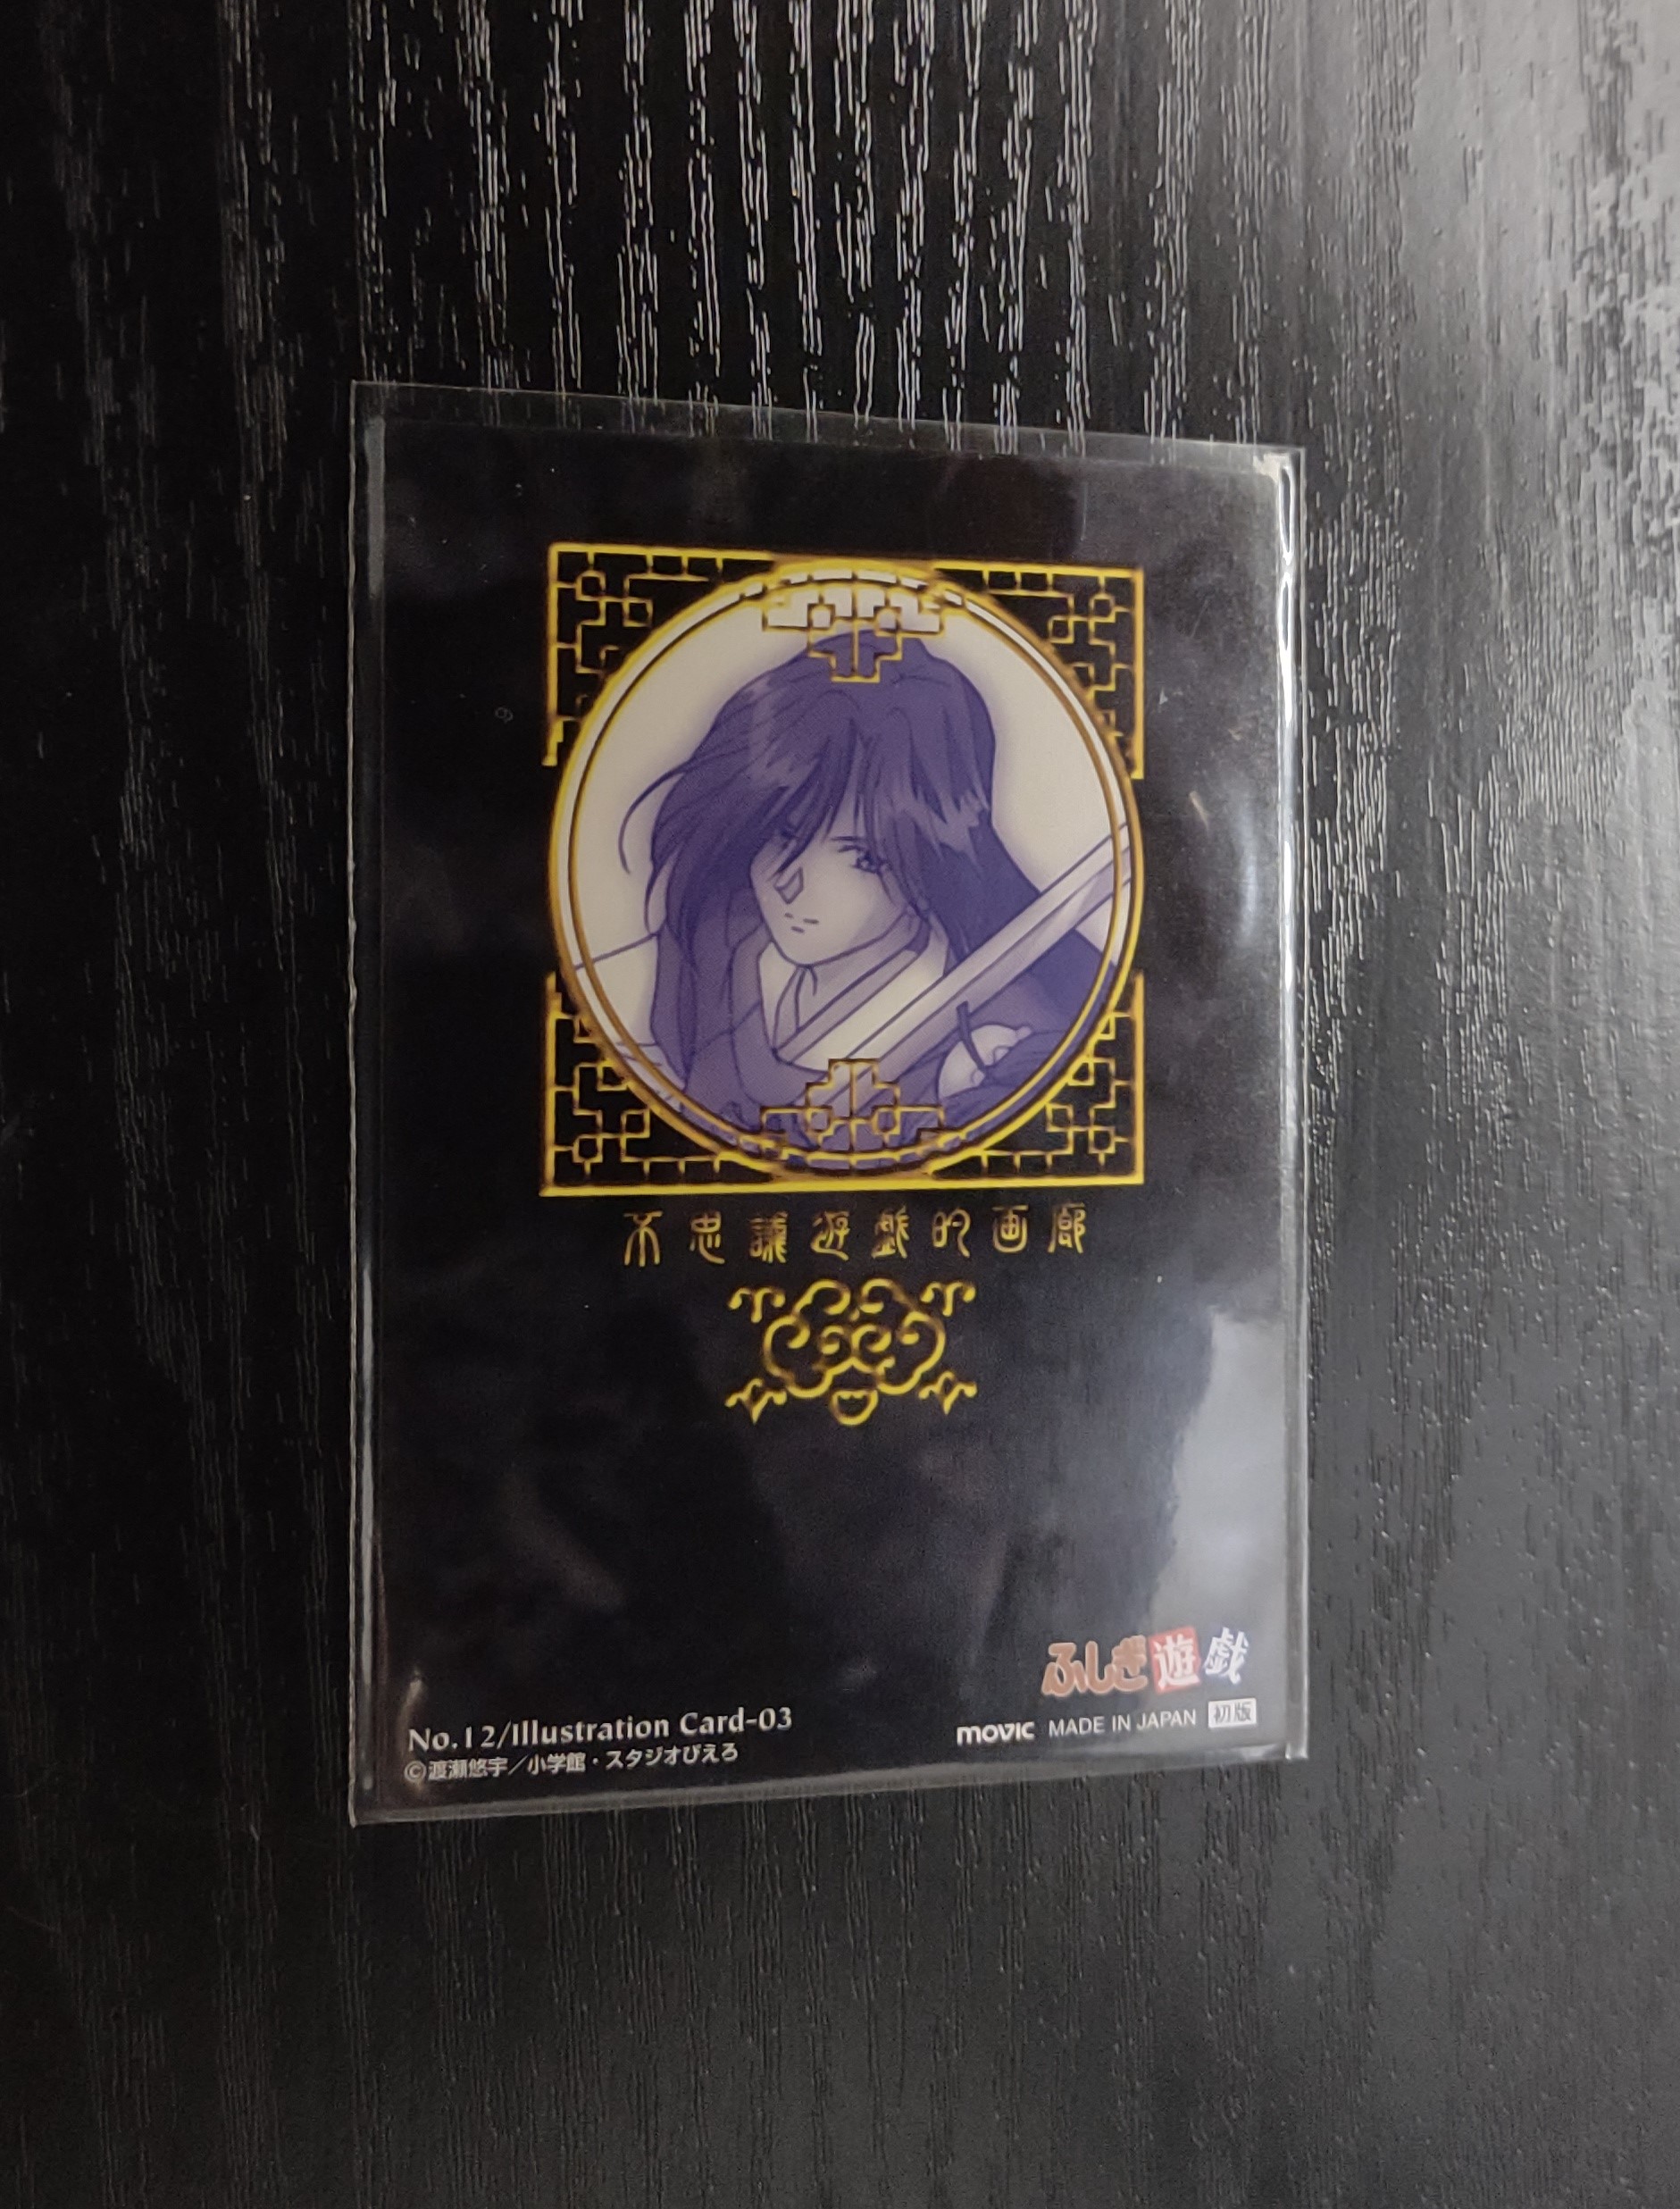 不思議遊戯的画廊
ふしぎ遊戯
No.12/Illustration Card-03
movic MADE IN JAPAN 初版
©渡瀬悠宇／小学館・スタジオぴえろ